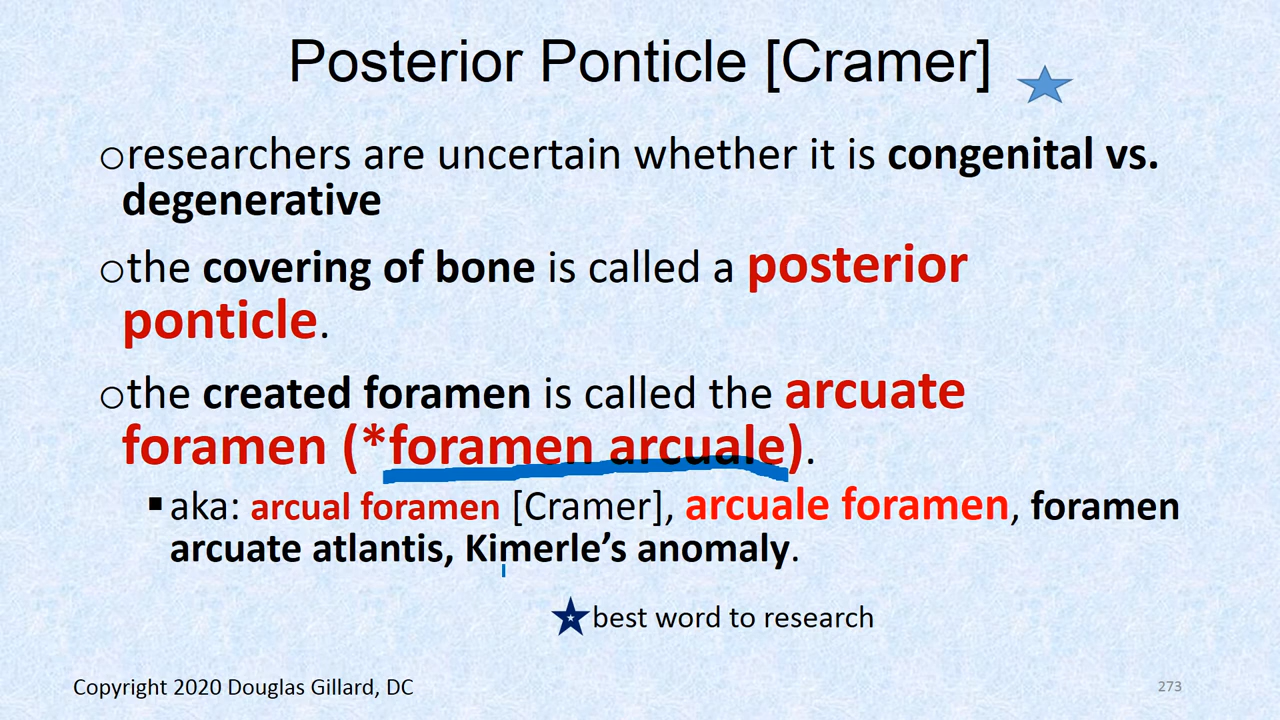 Posterior Ponticle [Cramer]
oresearchers are uncertain whether it is congenital vs.
degenerative
othe covering of bone is called a posterior
ponticle.
othe created foramen is called the arcuate
foramen (*foramen arcuale).
▪ aka: arcual foramen [Cramer], arcuale foramen, foramen
arcuate atlantis, Kimerle’s anomaly.
best word to research
Copyright 2020 Douglas Gillard, DC
273